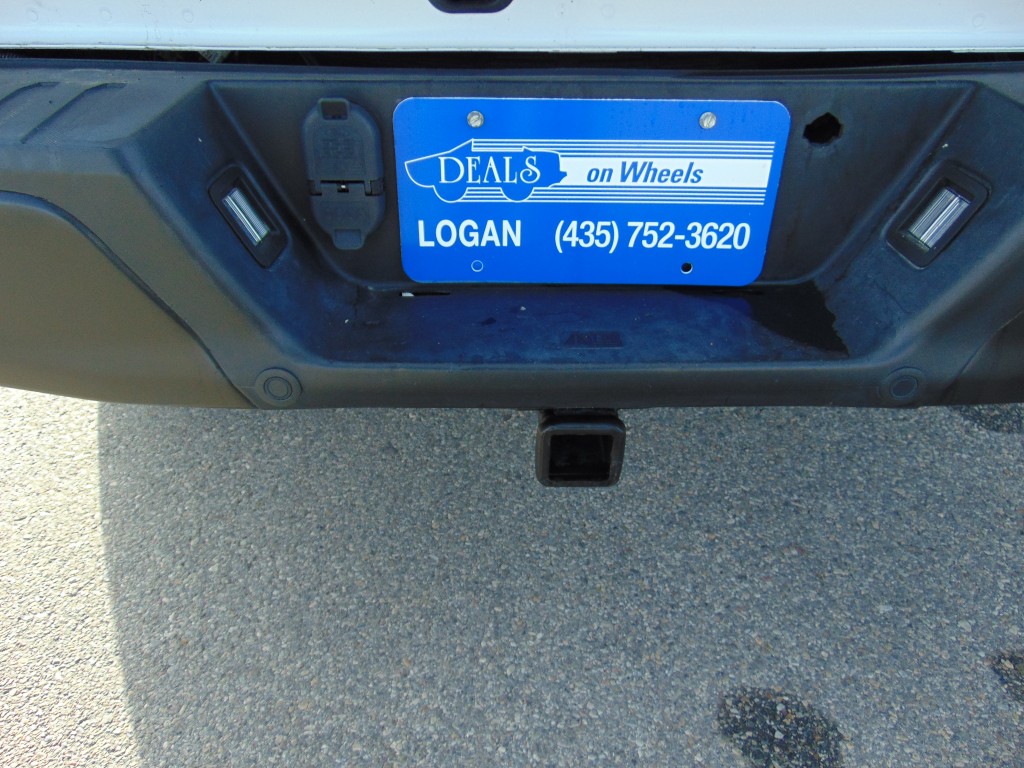 DEALS on Wheels
LOGAN (435) 752-3620